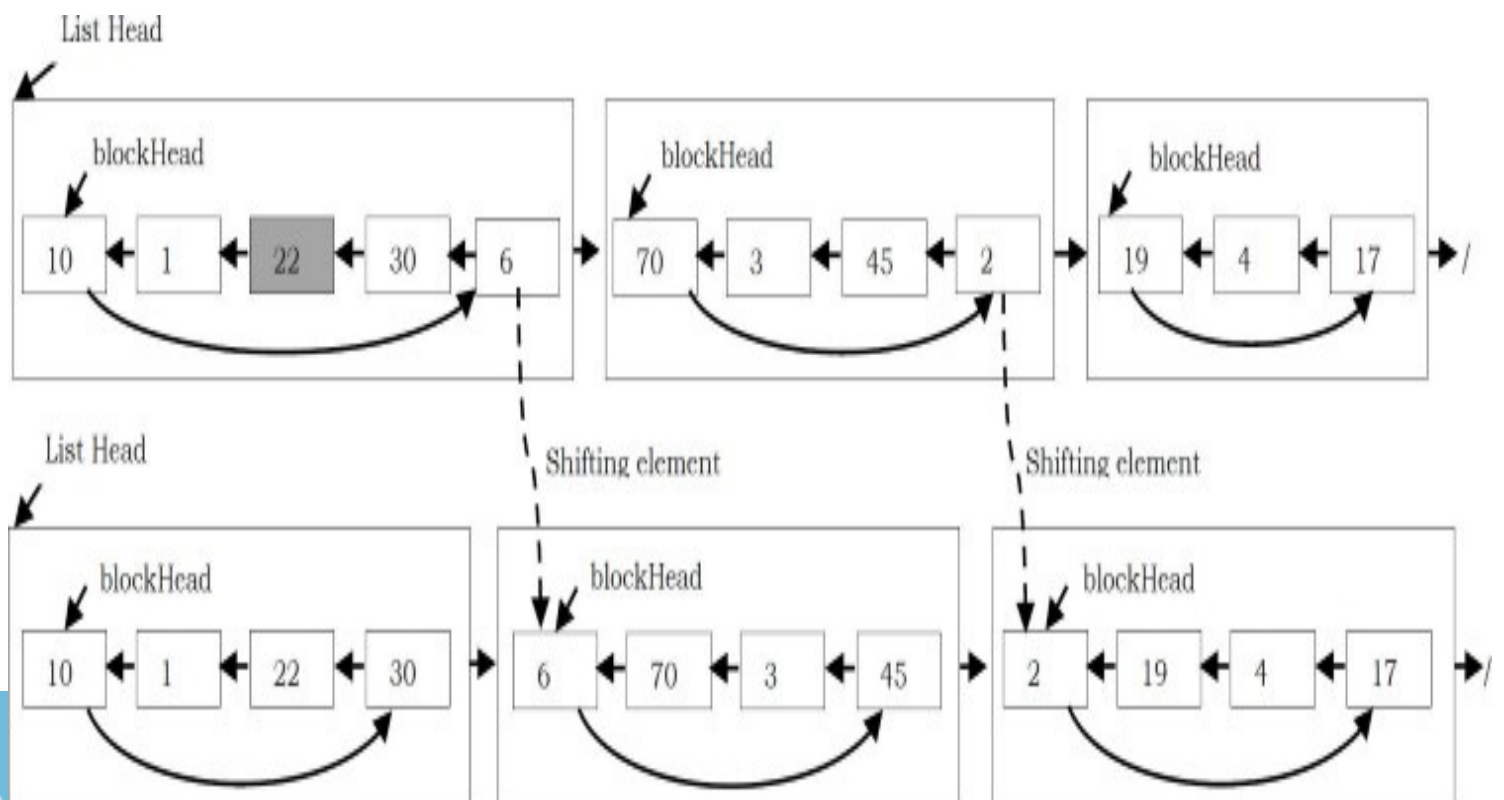 List Head
blockHead blockHead blockHead
10 1 22 30 6 70 3 45 2 19 4 17 /
Shifting element Shifting element
List Head
blockHead blockHead blockHead
10 1 22 30 6 70 3 45 2 19 4 17 /